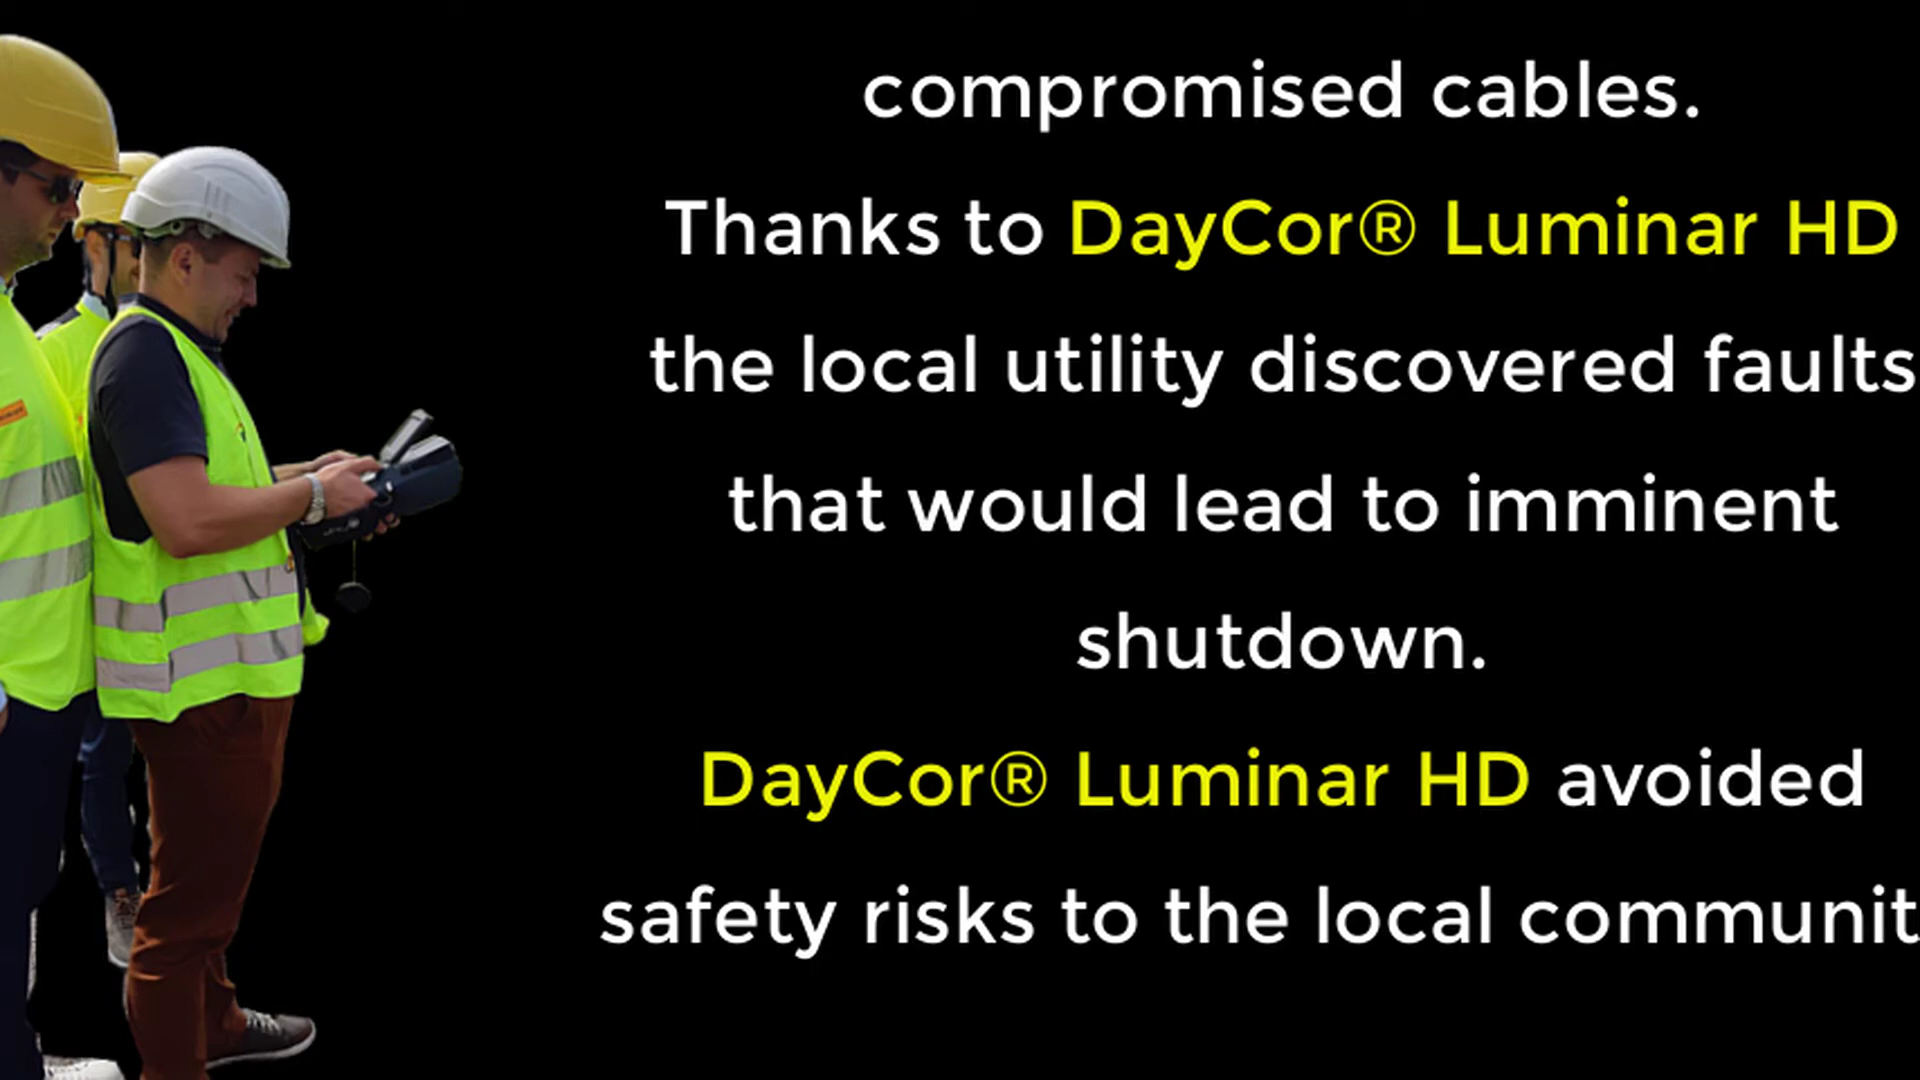 compromised cables.
Thanks to DayCor® Luminar HD
the local utility discovered faults
that would lead to imminent
shutdown.
DayCor® Luminar HD avoided
safety risks to the local communit